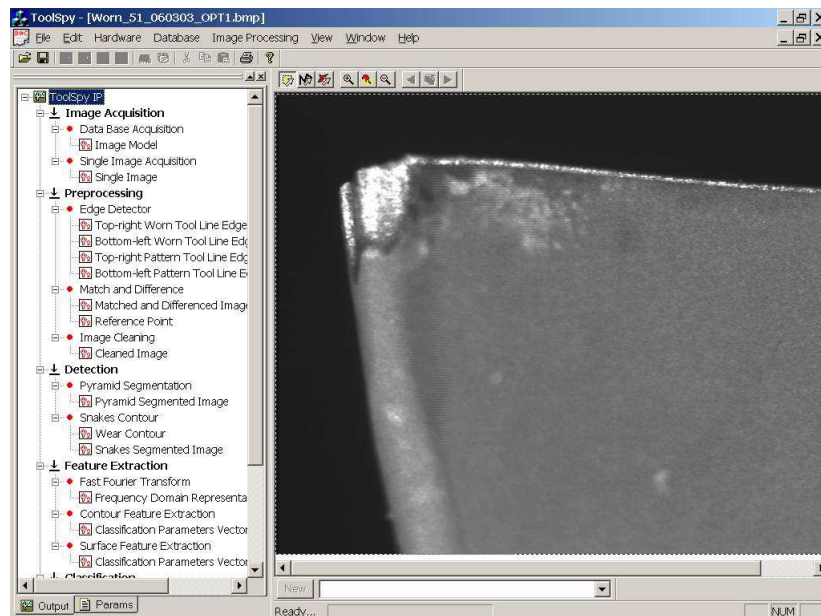 ToolSpy - [Worn_51_060303_OPT1.bmp]
File Edit Hardware Database Image Processing View Window Help
ToolSpy IP
Image Acquisition
Data Base Acquisition
Image Model
Single Image Acquisition
Single Image
Preprocessing
Edge Detector
Top-right Worn Tool Line Edge
Bottom-left Worn Tool Line Edg
Top-right Pattern Tool Line Edge
Bottom-left Pattern Tool Line E
Match and Difference
Matched and Differenced Image
Reference Point
Image Cleaning
Cleaned Image
Detection
Pyramid Segmentation
Pyramid Segmented Image
Snakes Contour
Wear Contour
Snakes Segmented Image
Feature Extraction
Fast Fourier Transform
Frequency Domain Representa
Contour Feature Extraction
Classification Parameters Vector
Surface Feature Extraction
Classification Parameters Vector
Classification
New
Output Params
Ready... NUM